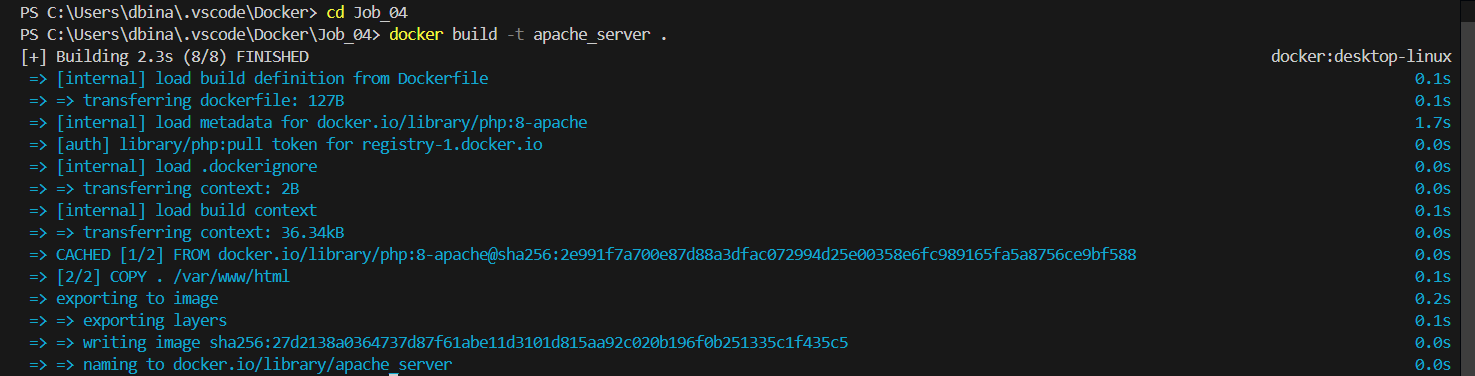 PS C:\Users\dbina\.vscode\Docker> cd Job_04
PS C:\Users\dbina\.vscode\Docker\Job_04> docker build -t apache_server .
[+] Building 2.3s (8/8) FINISHED docker:desktop-linux
=> [internal] load build definition from Dockerfile 0.1s
=> => transferring dockerfile: 127B 0.1s
=> [internal] load metadata for docker.io/library/php:8-apache 1.7s
=> [auth] library/php:pull token for registry-1.docker.io 0.0s
=> [internal] load .dockerignore 0.0s
=> => transferring context: 2B 0.0s
=> [internal] load build context 0.1s
=> => transferring context: 36.34kB 0.0s
=> CACHED [1/2] FROM docker.io/library/php:8-apache@sha256:2e991f7a700e87d88a3dfac072994d25e00358e6fc989165fa5a8756ce9bf588 0.0s
=> [2/2] COPY . /var/www/html 0.1s
=> exporting to image 0.2s
=> => exporting layers 0.1s
=> => writing image sha256:27d2138a0364737d87f61abe11d3101d815aa92c020b196f0b251335c1f435c5 0.0s
=> => naming to docker.io/library/apache_server 0.0s